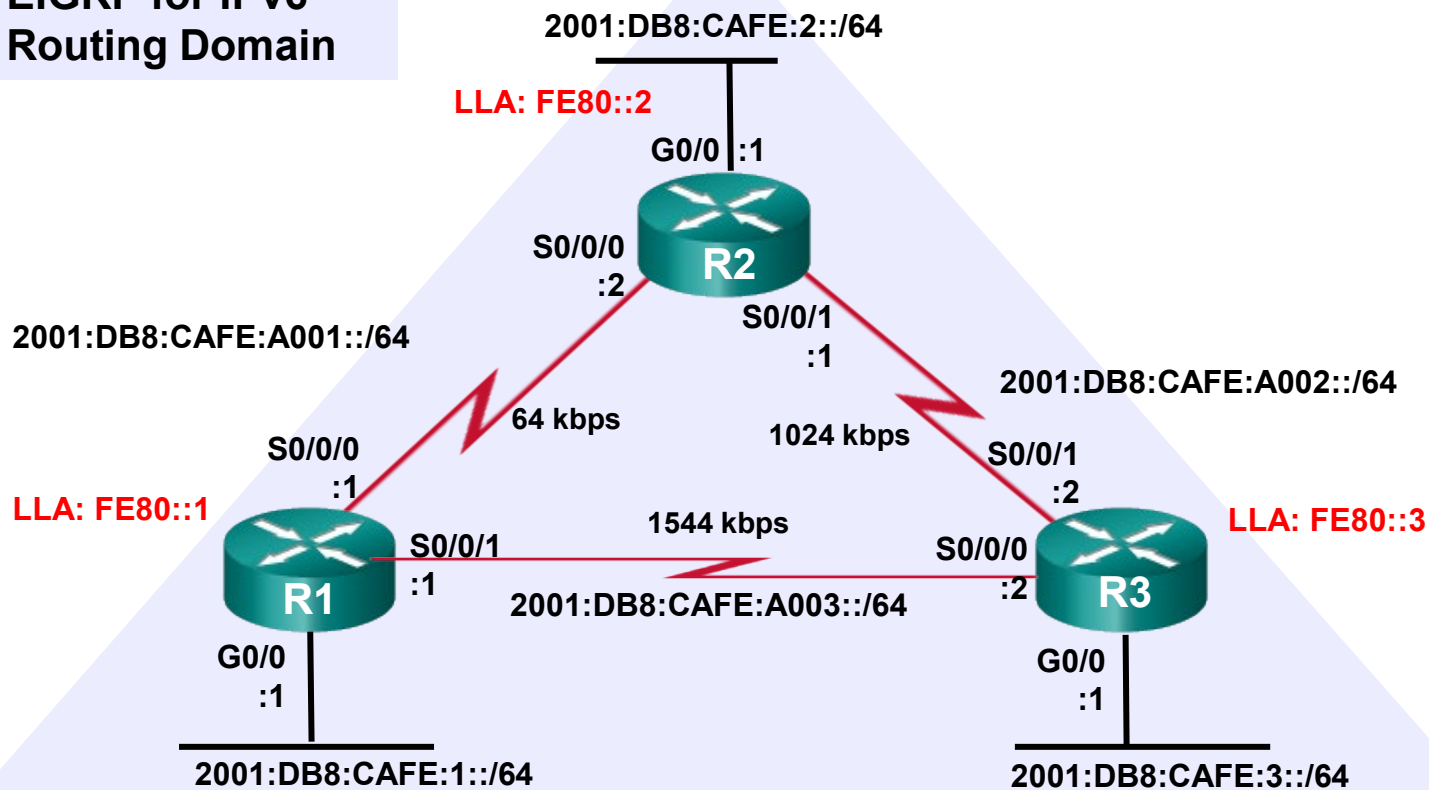 EIGRP for IPv6
Routing Domain
2001:DB8:CAFE:2::/64
LLA: FE80::2
G0/0 :1
R2
S0/0/0
:2
S0/0/1
:1
2001:DB8:CAFE:A001::/64
2001:DB8:CAFE:A002::/64
64 kbps
1024 kbps
S0/0/0
:1
S0/0/1
:2
LLA: FE80::1
LLA: FE80::3
1544 kbps
S0/0/1
:1
S0/0/0
:2
R1
R3
2001:DB8:CAFE:A003::/64
G0/0
:1
G0/0
:1
2001:DB8:CAFE:1::/64
2001:DB8:CAFE:3::/64